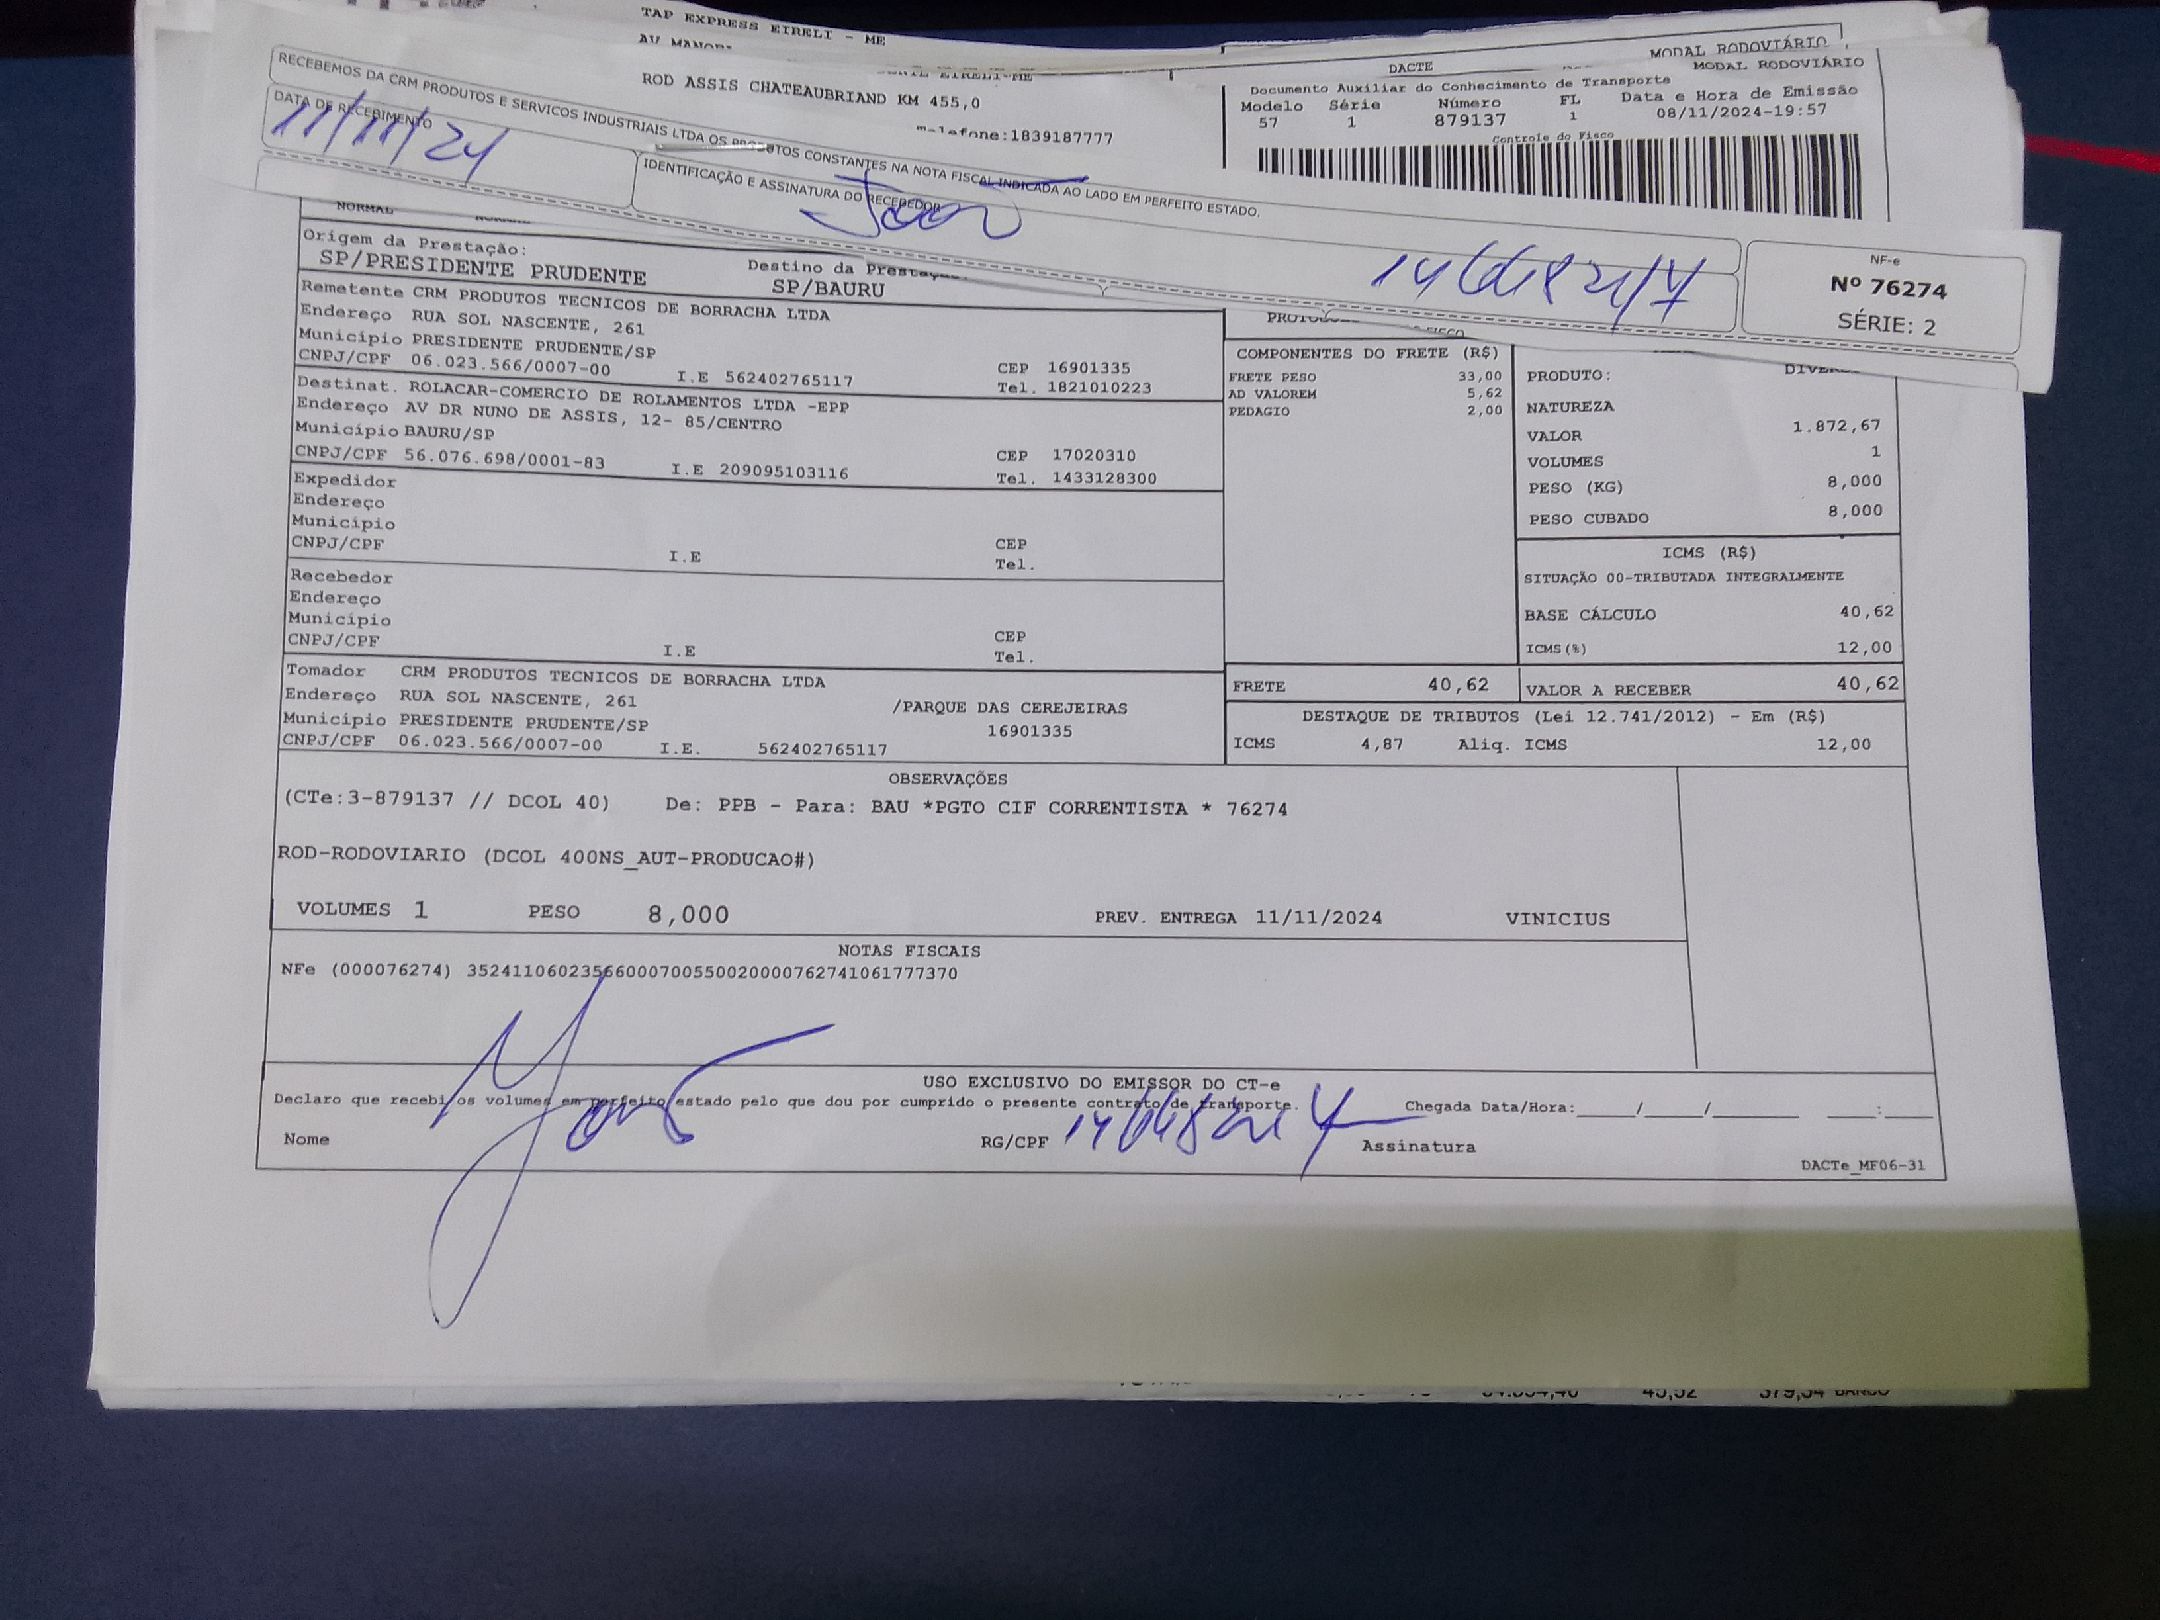 TAP EXPRESS EIRELI - ME
ROD ASSIS CHATEAUBRIAND KM 455,0
MODAL RODOVIÁRIO
MODAL RODOVIÁRIO
DACTE
Documento Auxiliar do Conhecimento de Transporte
Modelo Série Número FL Data e Hora de Emissão
57 1 879137 1 08/11/2024-19:57
Controle do Fisco
RECEBEMOS DA CRM PRODUTOS E SERVICOS INDUSTRIAIS LTDA OS PRODUTOS CONSTANTES NA NOTA FISCAL INDICADA AO LADO EM PERFEITO ESTADO.
DATA DE RECEBIMENTO
11/11/24
IDENTIFICAÇÃO E ASSINATURA DO RECEBEDOR
NF-e
Nº 76274
SÉRIE: 2
NORMAL
Origem da Prestação:
SP/PRESIDENTE PRUDENTE
Destino da
SP/BAURU
Remetente CRM PRODUTOS TECNICOS DE BORRACHA LTDA
Endereço RUA SOL NASCENTE, 261
Município PRESIDENTE PRUDENTE/SP CEP 16901335
CNPJ/CPF 06.023.566/0007-00 I.E 562402765117 Tel. 1821010223
Destinat. ROLACAR-COMERCIO DE ROLAMENTOS LTDA -EPP
Endereço AV DR NUNO DE ASSIS, 12- 85/CENTRO
Município BAURU/SP CEP 17020310
CNPJ/CPF 56.076.698/0001-83 I.E 209095103116 Tel. 1433128300
Expedidor
Endereço
Município CEP
CNPJ/CPF I.E Tel.
Recebedor
Endereço
Município CEP
CNPJ/CPF I.E Tel.
Tomador CRM PRODUTOS TECNICOS DE BORRACHA LTDA
Endereço RUA SOL NASCENTE, 261 /PARQUE DAS CEREJEIRAS
Município PRESIDENTE PRUDENTE/SP 16901335
CNPJ/CPF 06.023.566/0007-00 I.E. 562402765117
COMPONENTES DO FRETE (R$)
FRETE PESO 33,00
AD VALOREM 5,62
PEDAGIO 2,00
PRODUTO:
NATUREZA
VALOR 1.872,67
VOLUMES 1
PESO (KG) 8,000
PESO CUBADO 8,000
ICMS (R$)
SITUAÇÃO 00-TRIBUTADA INTEGRALMENTE
BASE CÁLCULO 40,62
ICMS(%) 12,00
FRETE 40,62 VALOR A RECEBER 40,62
DESTAQUE DE TRIBUTOS (Lei 12.741/2012) - Em (R$)
ICMS 4,87 Aliq. ICMS 12,00
OBSERVAÇÕES
(CTe:3-879137 // DCOL 40) De: PPB - Para: BAU *PGTO CIF CORRENTISTA * 76274
ROD-RODOVIARIO (DCOL 400NS_AUT-PRODUCAO#)
VOLUMES 1 PESO 8,000 PREV. ENTREGA 11/11/2024 VINICIUS
NOTAS FISCAIS
NFe (000076274) 35241106023566000700550020000762741061777370
USO EXCLUSIVO DO EMISSOR DO CT-e
Declaro que recebi os volumes em perfeito estado pelo que dou por cumprido o presente contrato de transporte. Chegada Data/Hora:_____/_____/________ ____:____
Nome RG/CPF Assinatura
DACTe_MF06-31